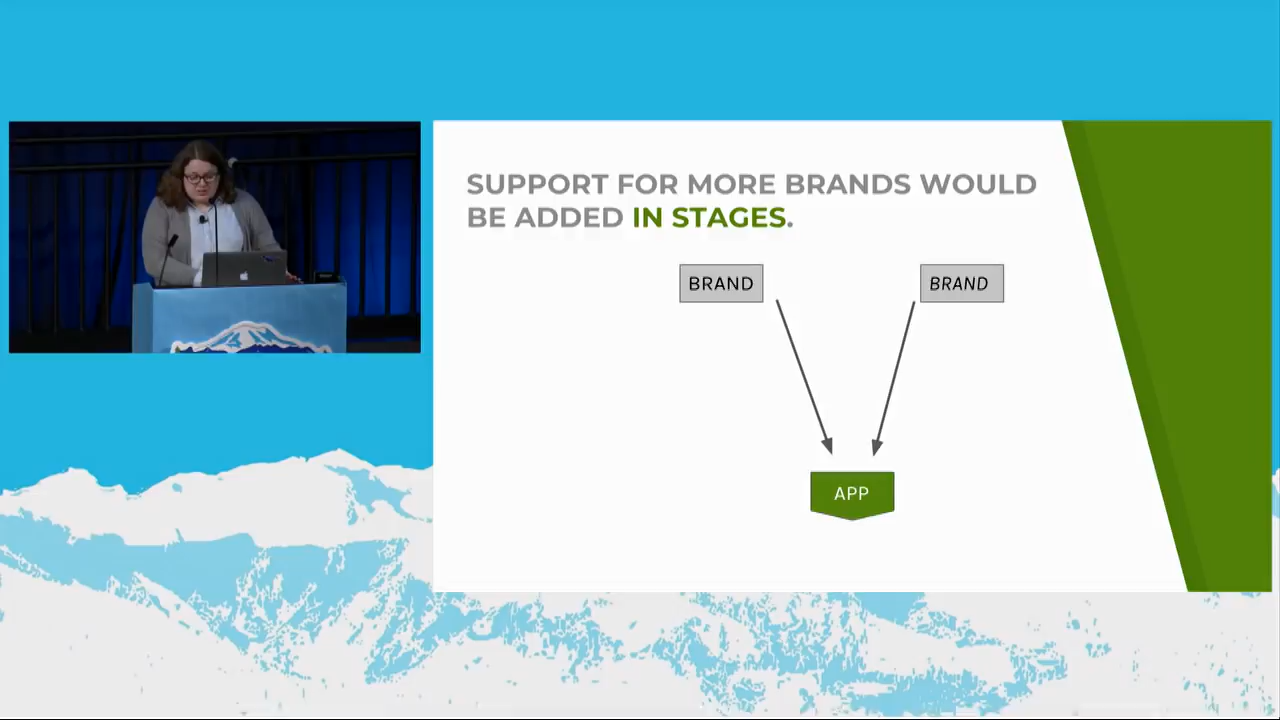 SUPPORT FOR MORE BRANDS WOULD
BE ADDED IN STAGES.
BRAND
BRAND
APP